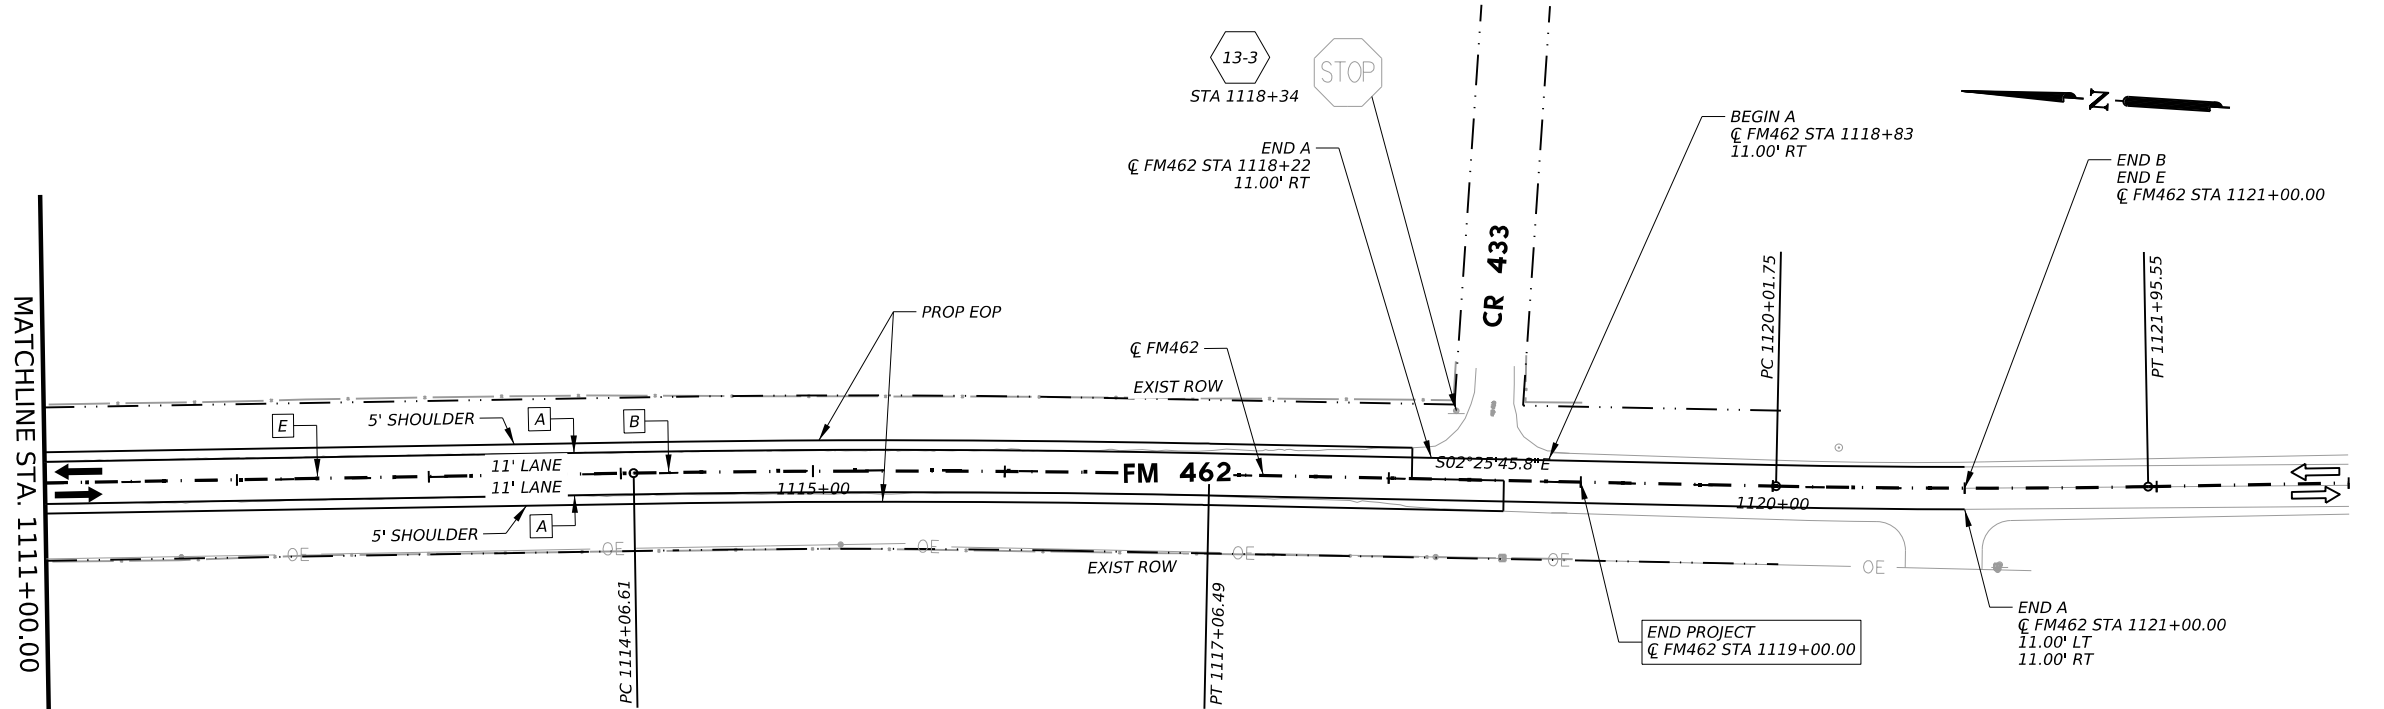 13-3
STA 1118+34
STOP
N
END A
℄ FM462 STA 1118+22
11.00' RT
BEGIN A
℄ FM462 STA 1118+83
11.00' RT
END B
END E
℄ FM462 STA 1121+00.00
CR 433
PC 1120+01.75
PT 1121+95.55
MATCHLINE STA. 1111+00.00
PROP EOP
℄ FM462
EXIST ROW
E
5' SHOULDER
A
B
11' LANE
11' LANE
1115+00
FM 462
S02°25'45.8"E
1120+00
5' SHOULDER
A
OE
OE
OE
OE
OE
OE
EXIST ROW
PC 1114+06.61
PT 1117+06.49
END PROJECT
℄ FM462 STA 1119+00.00
END A
℄ FM462 STA 1121+00.00
11.00' LT
11.00' RT